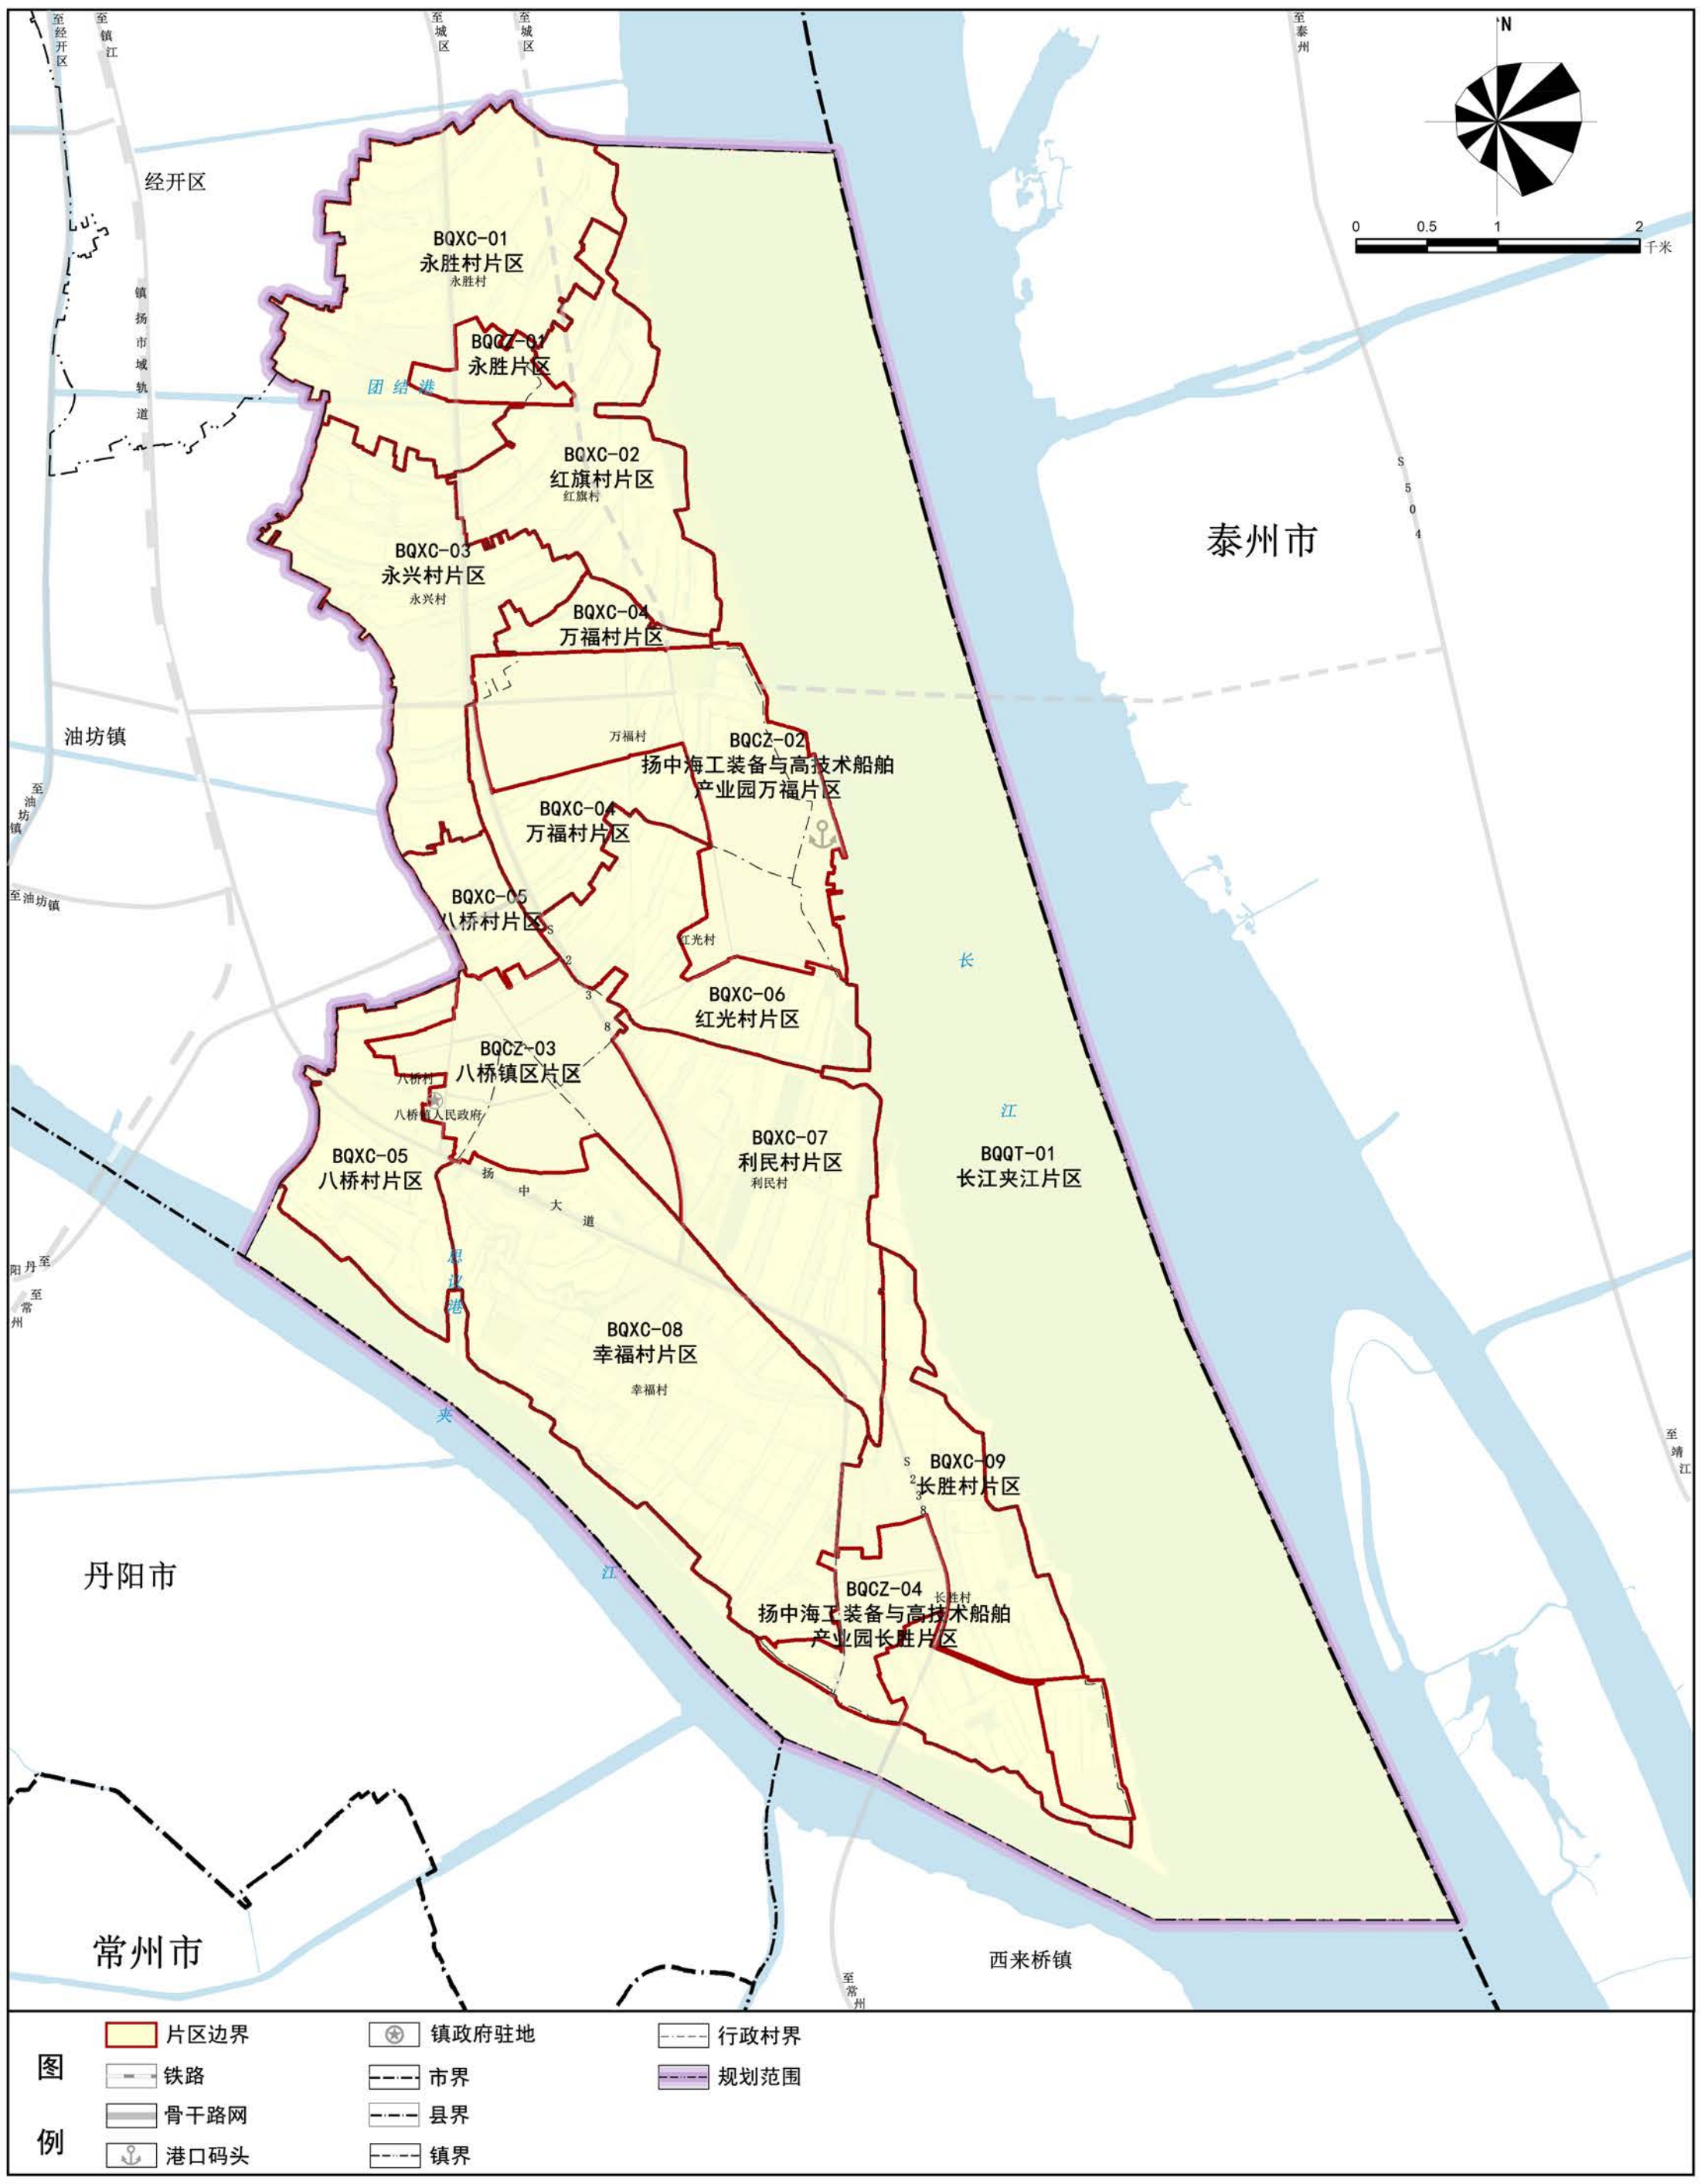 至经开区
至镇江
至城区
至城区
至泰州
N
经开区
0 0.5 1 2
千米
镇扬市域轨道
BQXC-01
永胜村片区
永胜村
BQCZ-01
永胜片区
团结港
BQXC-02
红旗村片区
红旗村
S504
泰州市
BQXC-03
永兴村片区
永兴村
BQXC-04
万福村片区
油坊镇
至油坊镇
万福村
BQCZ-02
扬中海工装备与高技术船舶
产业园万福片区
BQXC-04
万福村片区
至油坊镇
BQXC-05
八桥村片区
S238
红光村
长江
BQXC-06
红光村片区
BQCZ-03
八桥镇区片区
八桥村
八桥镇人民政府
BQXC-07
利民村片区
利民村
BQQT-01
长江夹江片区
BQXC-05
八桥村片区
扬中大道
至丹阳
至常州
思议港
BQXC-08
幸福村片区
幸福村
夹江
至靖江
BQXC-09
长胜村片区
S238
丹阳市
BQCZ-04
长胜村
扬中海工装备与高技术船舶
产业园长胜片区
常州市
西来桥镇
至常州
图例
片区边界
铁路
骨干路网
港口码头
镇政府驻地
市界
县界
镇界
行政村界
规划范围